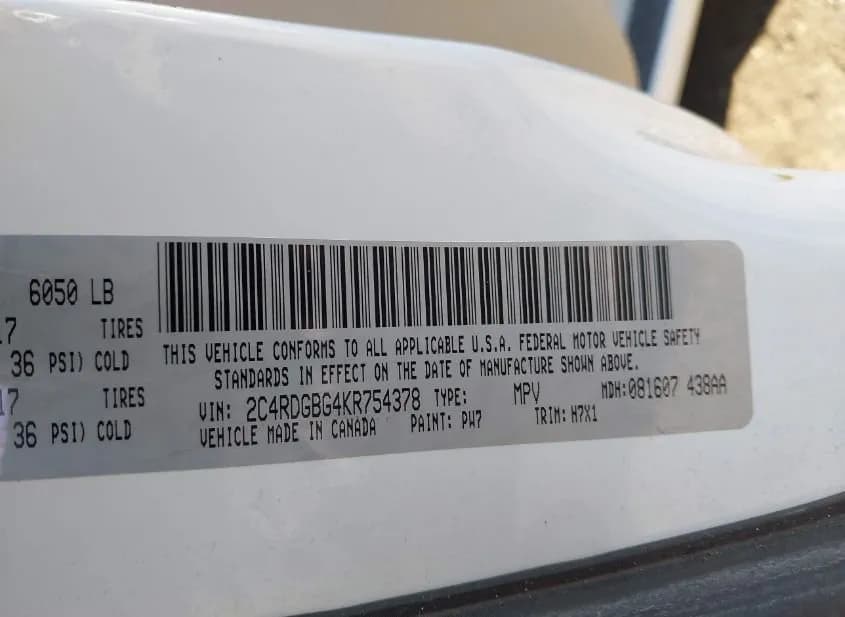 6050 LB
17 TIRES
36 PSI) COLD
17 TIRES
36 PSI) COLD
THIS VEHICLE CONFORMS TO ALL APPLICABLE U.S.A. FEDERAL MOTOR VEHICLE SAFETY
STANDARDS IN EFFECT ON THE DATE OF MANUFACTURE SHOWN ABOVE.
VIN: 2C4RDGBG4KR754378 TYPE: MPV MDH:081607 438AA
VEHICLE MADE IN CANADA PAINT: PW7 TRIM: H7X1